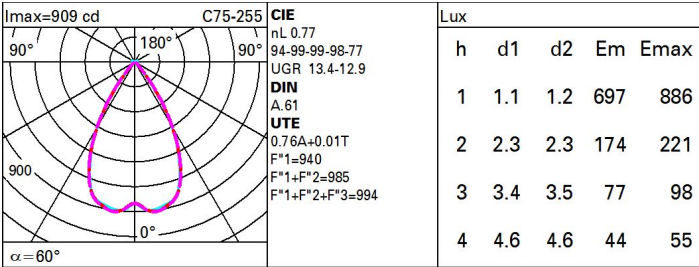 Imax=909 cd C75-255
90° 180° 90°
900
0°
α=60°
CIE
nL 0.77
94-99-99-98-77
UGR 13.4-12.9
DIN
A.61
UTE
0.76A+0.01T
F"1=940
F"1+F"2=985
F"1+F"2+F"3=994
Lux
h d1 d2 Em Emax
1 1.1 1.2 697 886
2 2.3 2.3 174 221
3 3.4 3.5 77 98
4 4.6 4.6 44 55